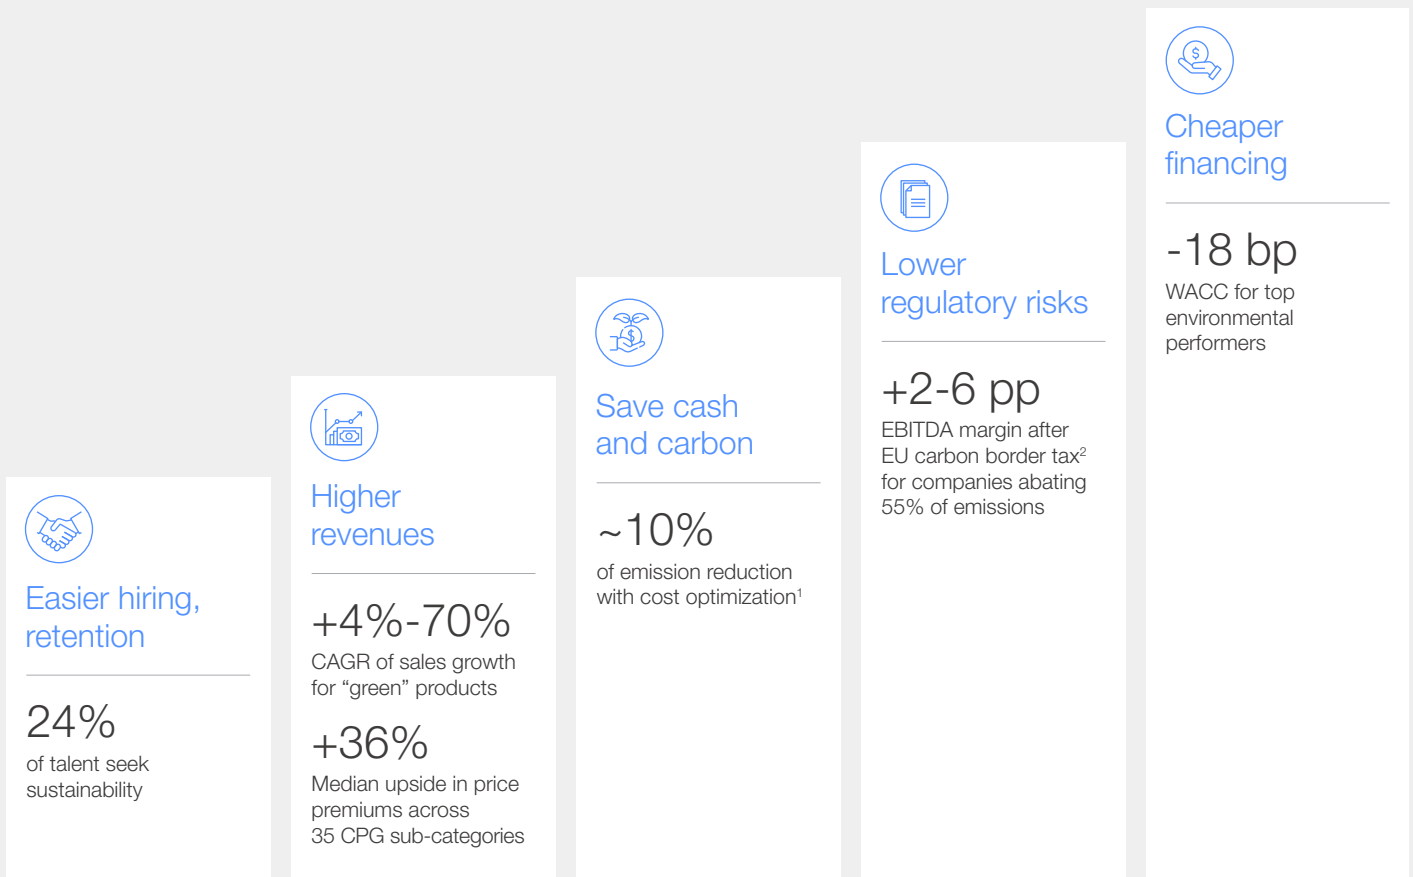 Easier hiring,
retention
24%
of talent seek
sustainability
Higher
revenues
+4%-70%
CAGR of sales growth
for “green” products
+36%
Median upside in price
premiums across
35 CPG sub-categories
Save cash
and carbon
~10%
of emission reduction
with cost optimization¹
Lower
regulatory risks
+2-6 pp
EBITDA margin after
EU carbon border tax²
for companies abating
55% of emissions
Cheaper
financing
-18 bp
WACC for top
environmental
performers